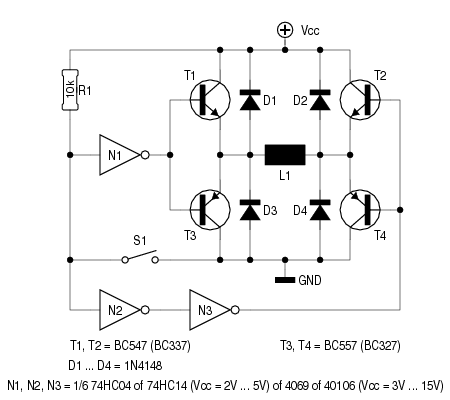 Vcc
T1
T2
10k
R1
D1
D2
N1
L1
D3
D4
T3
T4
S1
GND
N2
N3
T1, T2 = BC547 (BC337)
T3, T4 = BC557 (BC327)
D1 ... D4 = 1N4148
N1, N2, N3 = 1/6 74HC04 of 74HC14 (Vcc = 2V ... 5V) of 4069 of 40106 (Vcc = 3V ... 15V)